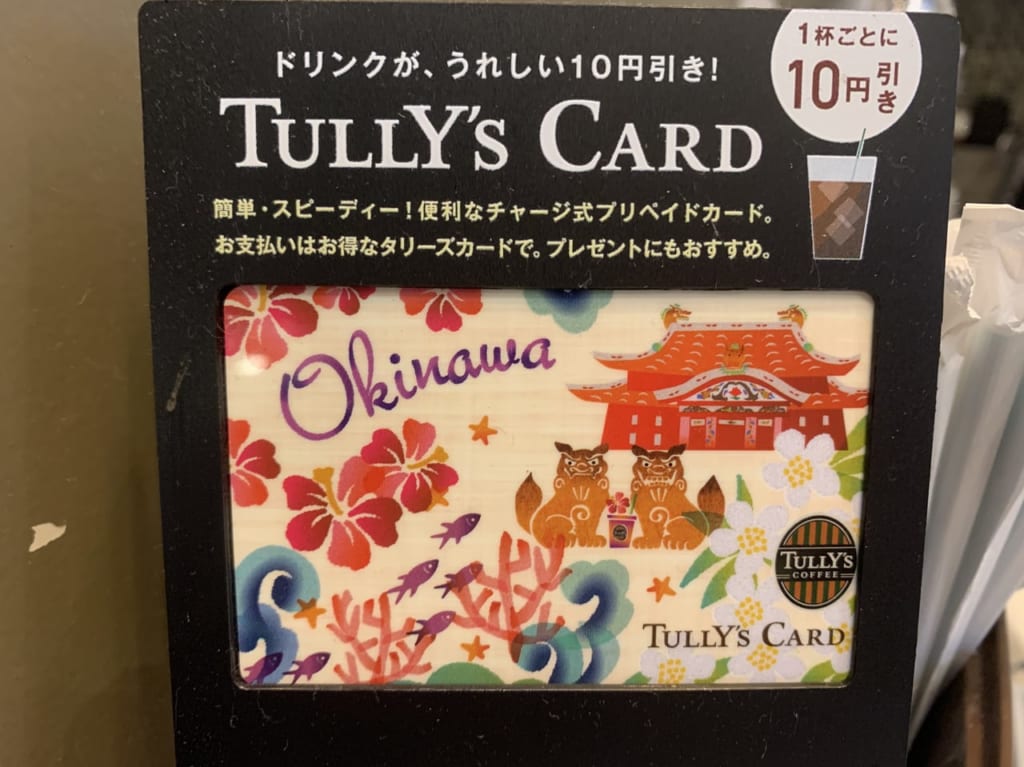 ドリンクが、うれしい10円引き!
1杯ごとに
10円引き
TULLY'S CARD
簡単・スピーディー!便利なチャージ式プリペイドカード。
お支払いはお得なタリーズカードで。プレゼントにもおすすめ。
Okinawa
TULLY'S
COFFEE
TULLY'S CARD